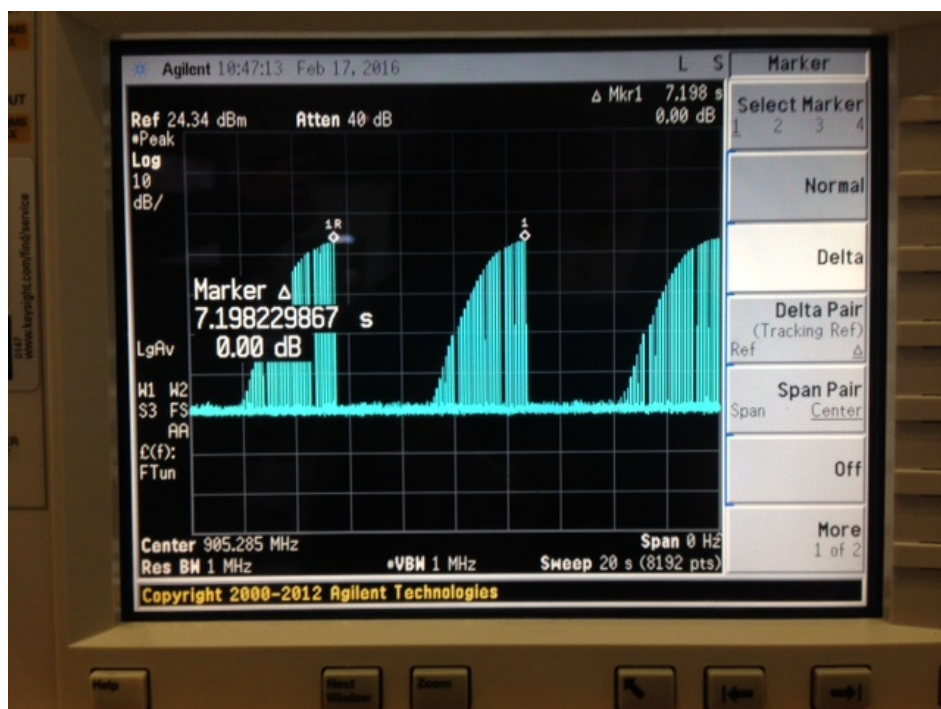 Agilent 10:47:13 Feb 17, 2016
L S
Marker
Δ Mkr1 7.198 s
Ref 24.34 dBm Atten 40 dB 0.00 dB
*Peak
Log
10
dB/
1R
1
Marker Δ
7.198229867 s
0.00 dB
LgAv
W1 W2
S3 FS
AA
£(f):
FTun
Center 905.285 MHz Span 0 Hz
Res BW 1 MHz *VBW 1 MHz Sweep 20 s (8192 pts)
Copyright 2000-2012 Agilent Technologies
Select Marker
1 2 3 4
Normal
Delta
Delta Pair
(Tracking Ref)
Ref Δ
Span Pair
Span Center
Off
More
1 of 2
www.keysight.com/find/service
0147
Help
Next
Window
Zoom